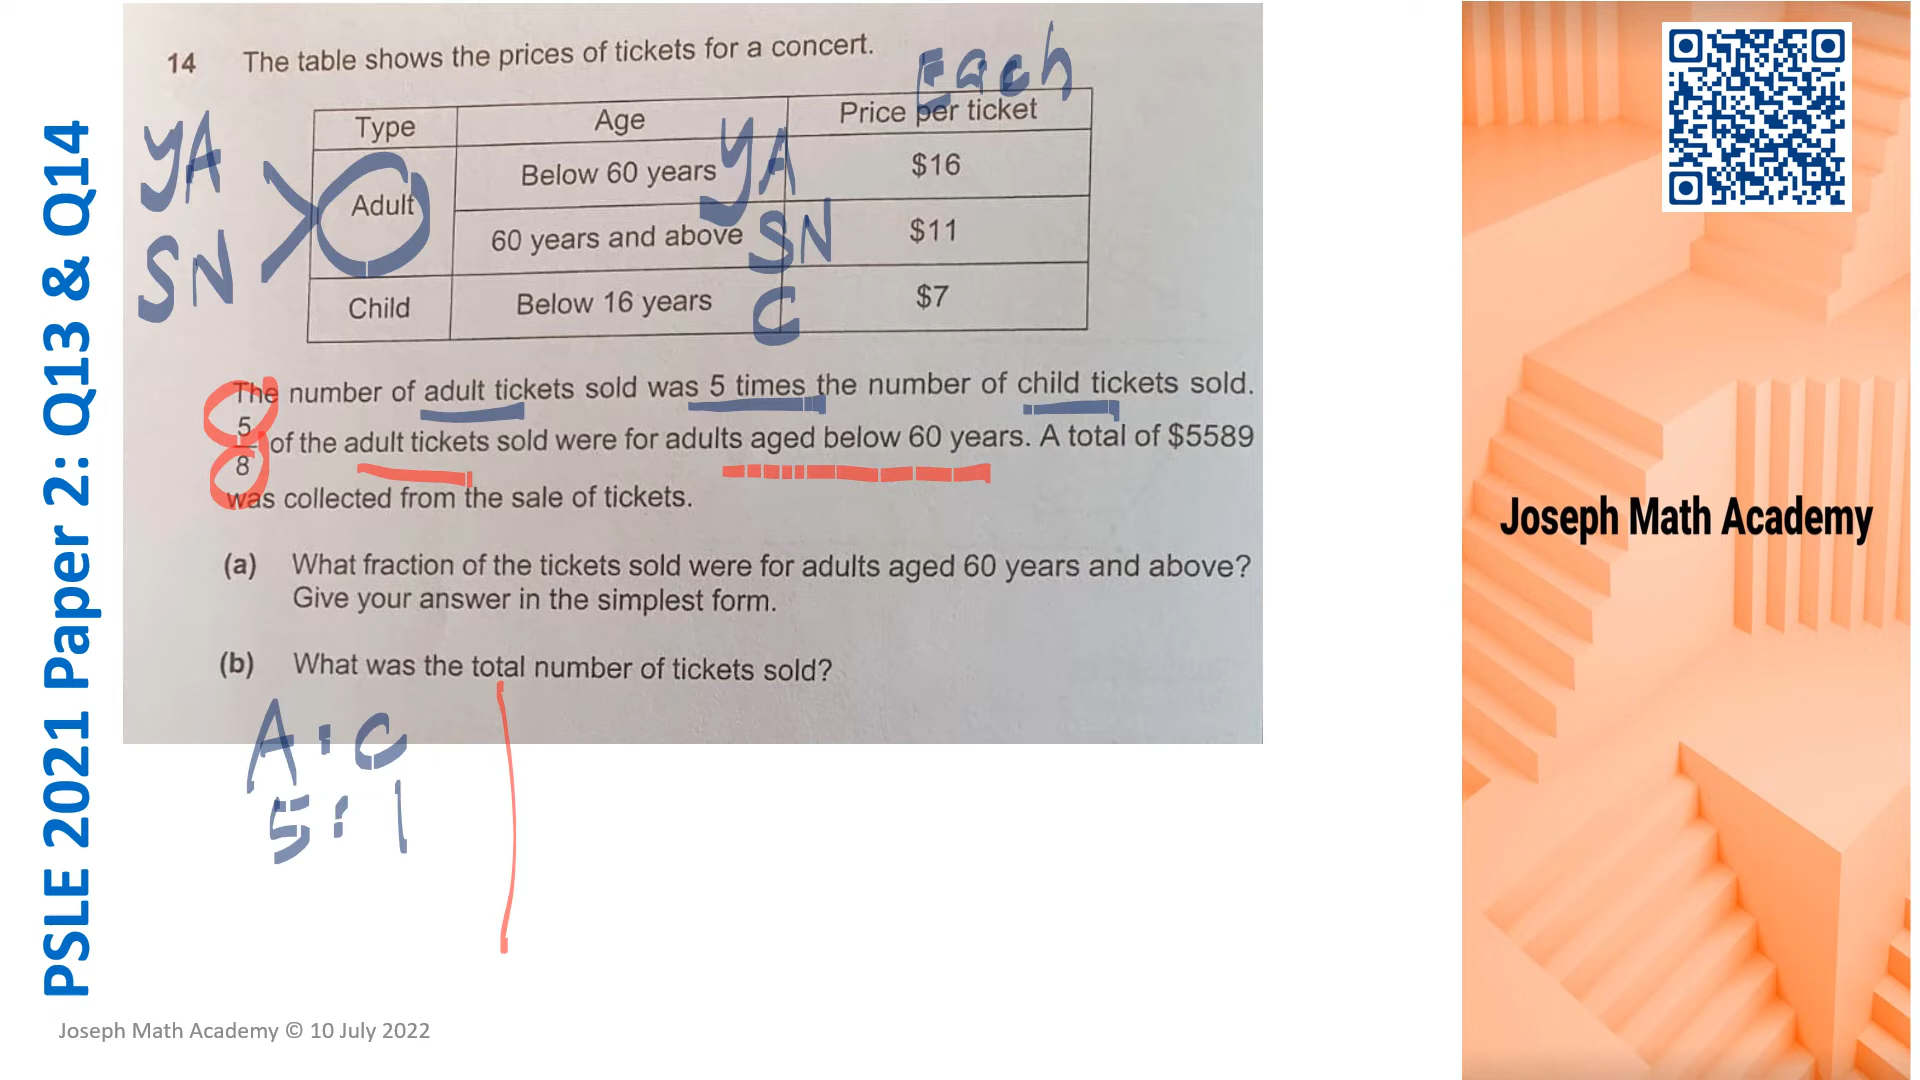 PSLE 2021 Paper 2: Q13 & Q14
14 The table shows the prices of tickets for a concert.
Each
Type Age Price per ticket
YA
Adult Below 60 years YA $16
SN
60 years and above SN $11
Child Below 16 years C $7
The number of adult tickets sold was 5 times the number of child tickets sold.
5/8 of the adult tickets sold were for adults aged below 60 years. A total of $5589
was collected from the sale of tickets.
(a) What fraction of the tickets sold were for adults aged 60 years and above?
Give your answer in the simplest form.
(b) What was the total number of tickets sold?
A : C
5 : 1
Joseph Math Academy
Joseph Math Academy © 10 July 2022